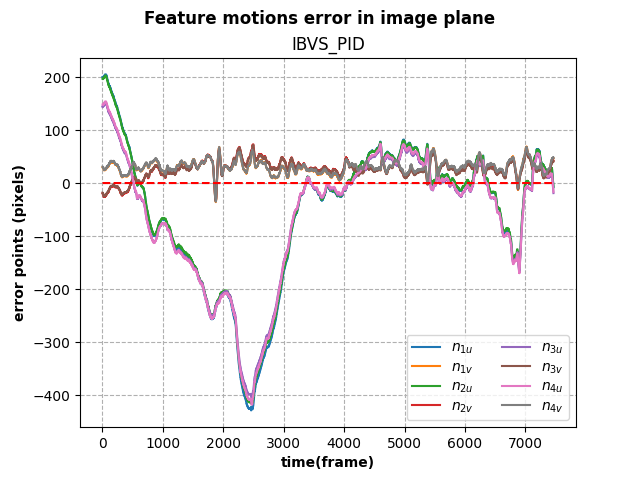 Feature motions error in image plane
IBVS_PID
error points (pixels)
200
100
0
−100
−200
−300
−400
0 1000 2000 3000 4000 5000 6000 7000
time(frame)
n1u n3u
n1v n3v
n2u n4u
n2v n4v